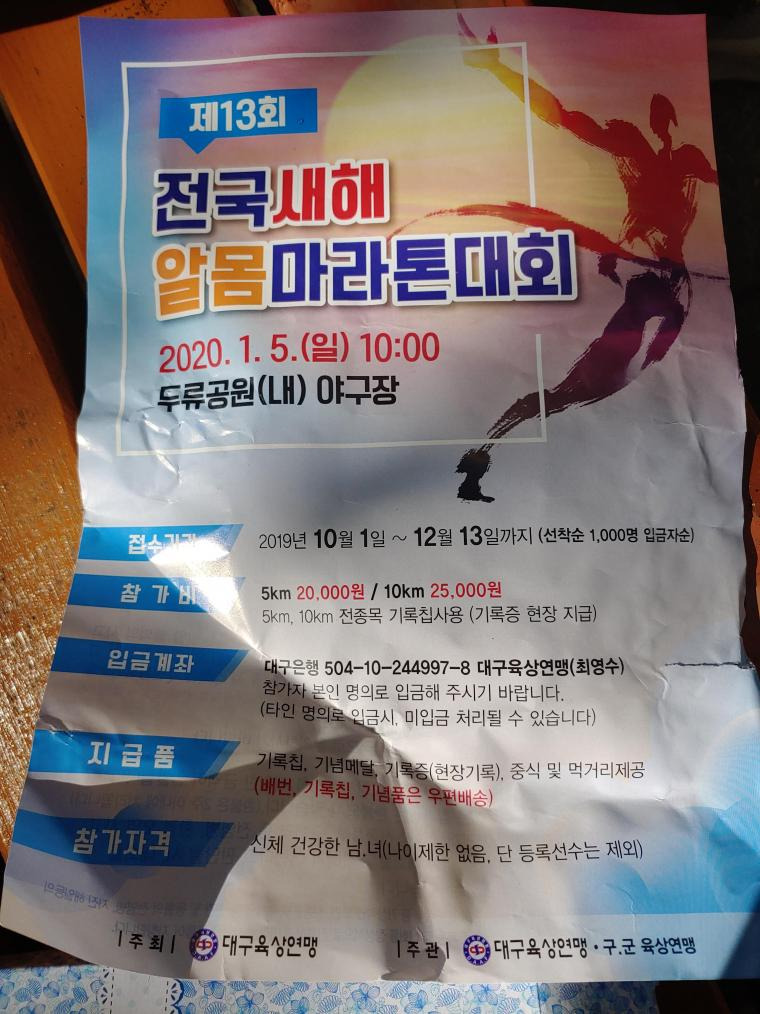 제13회
전국새해
알몸마라톤대회
2020. 1. 5.(일) 10:00
두류공원(내) 야구장
접수기간 2019년 10월 1일 ~ 12월 13일까지 (선착순 1,000명 입금자순)
참 가 비 5km 20,000원 / 10km 25,000원
5km, 10km 전종목 기록칩사용 (기록증 현장 지급)
입금계좌 대구은행 504-10-244997-8 대구육상연맹(최영수)
참가자 본인 명의로 입금해 주시기 바랍니다.
(타인 명의로 입금시, 미입금 처리될 수 있습니다)
지 급 품 기록칩, 기념메달, 기록증(현장기록), 중식 및 먹거리제공
(배번, 기록칩, 기념품은 우편배송)
참가자격 신체 건강한 남.녀(나이제한 없음, 단 등록선수는 제외)
| 주 최 | 대구육상연맹 | 주 관 | 대구육상연맹 · 구.군 육상연맹